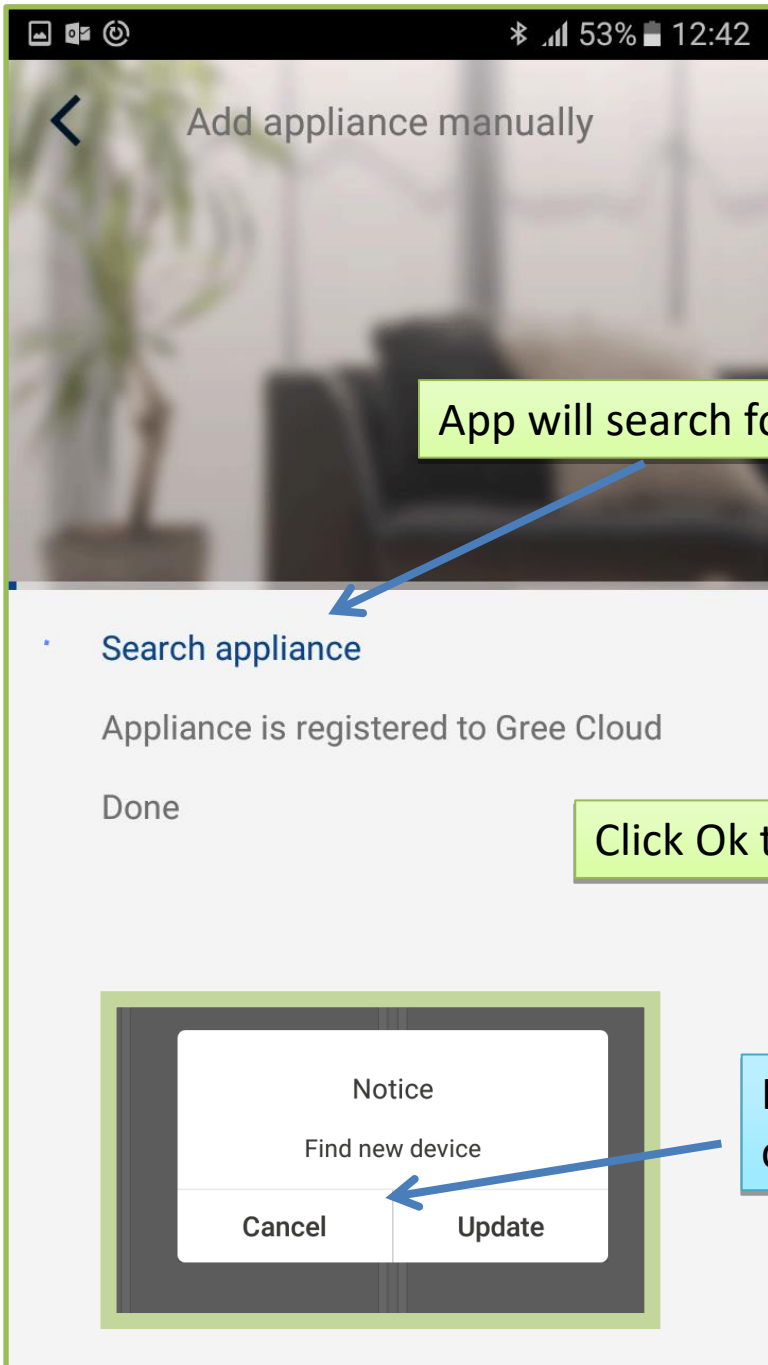 53% 12:42
Add appliance manually
App will search
Search appliance
Appliance is registered to Gree Cloud
Done
Click Ok
Notice
Find new device
Cancel Update